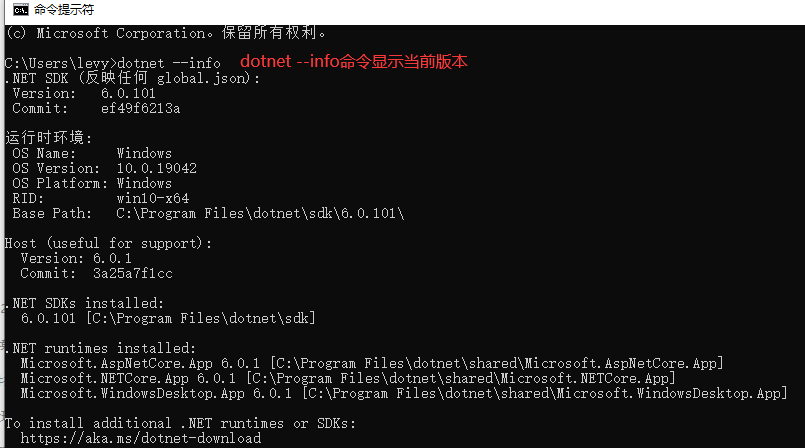 命令提示符
(c) Microsoft Corporation。保留所有权利。
C:\Users\levy>dotnet --info dotnet --info命令显示当前版本
.NET SDK (反映任何 global.json):
Version: 6.0.101
Commit: ef49f6213a
运行时环境:
OS Name: Windows
OS Version: 10.0.19042
OS Platform: Windows
RID: win10-x64
Base Path: C:\Program Files\dotnet\sdk\6.0.101\
Host (useful for support):
Version: 6.0.1
Commit: 3a25a7f1cc
.NET SDKs installed:
6.0.101 [C:\Program Files\dotnet\sdk]
.NET runtimes installed:
Microsoft.AspNetCore.App 6.0.1 [C:\Program Files\dotnet\shared\Microsoft.AspNetCore.App]
Microsoft.NETCore.App 6.0.1 [C:\Program Files\dotnet\shared\Microsoft.NETCore.App]
Microsoft.WindowsDesktop.App 6.0.1 [C:\Program Files\dotnet\shared\Microsoft.WindowsDesktop.App]
To install additional .NET runtimes or SDKs:
https://aka.ms/dotnet-download